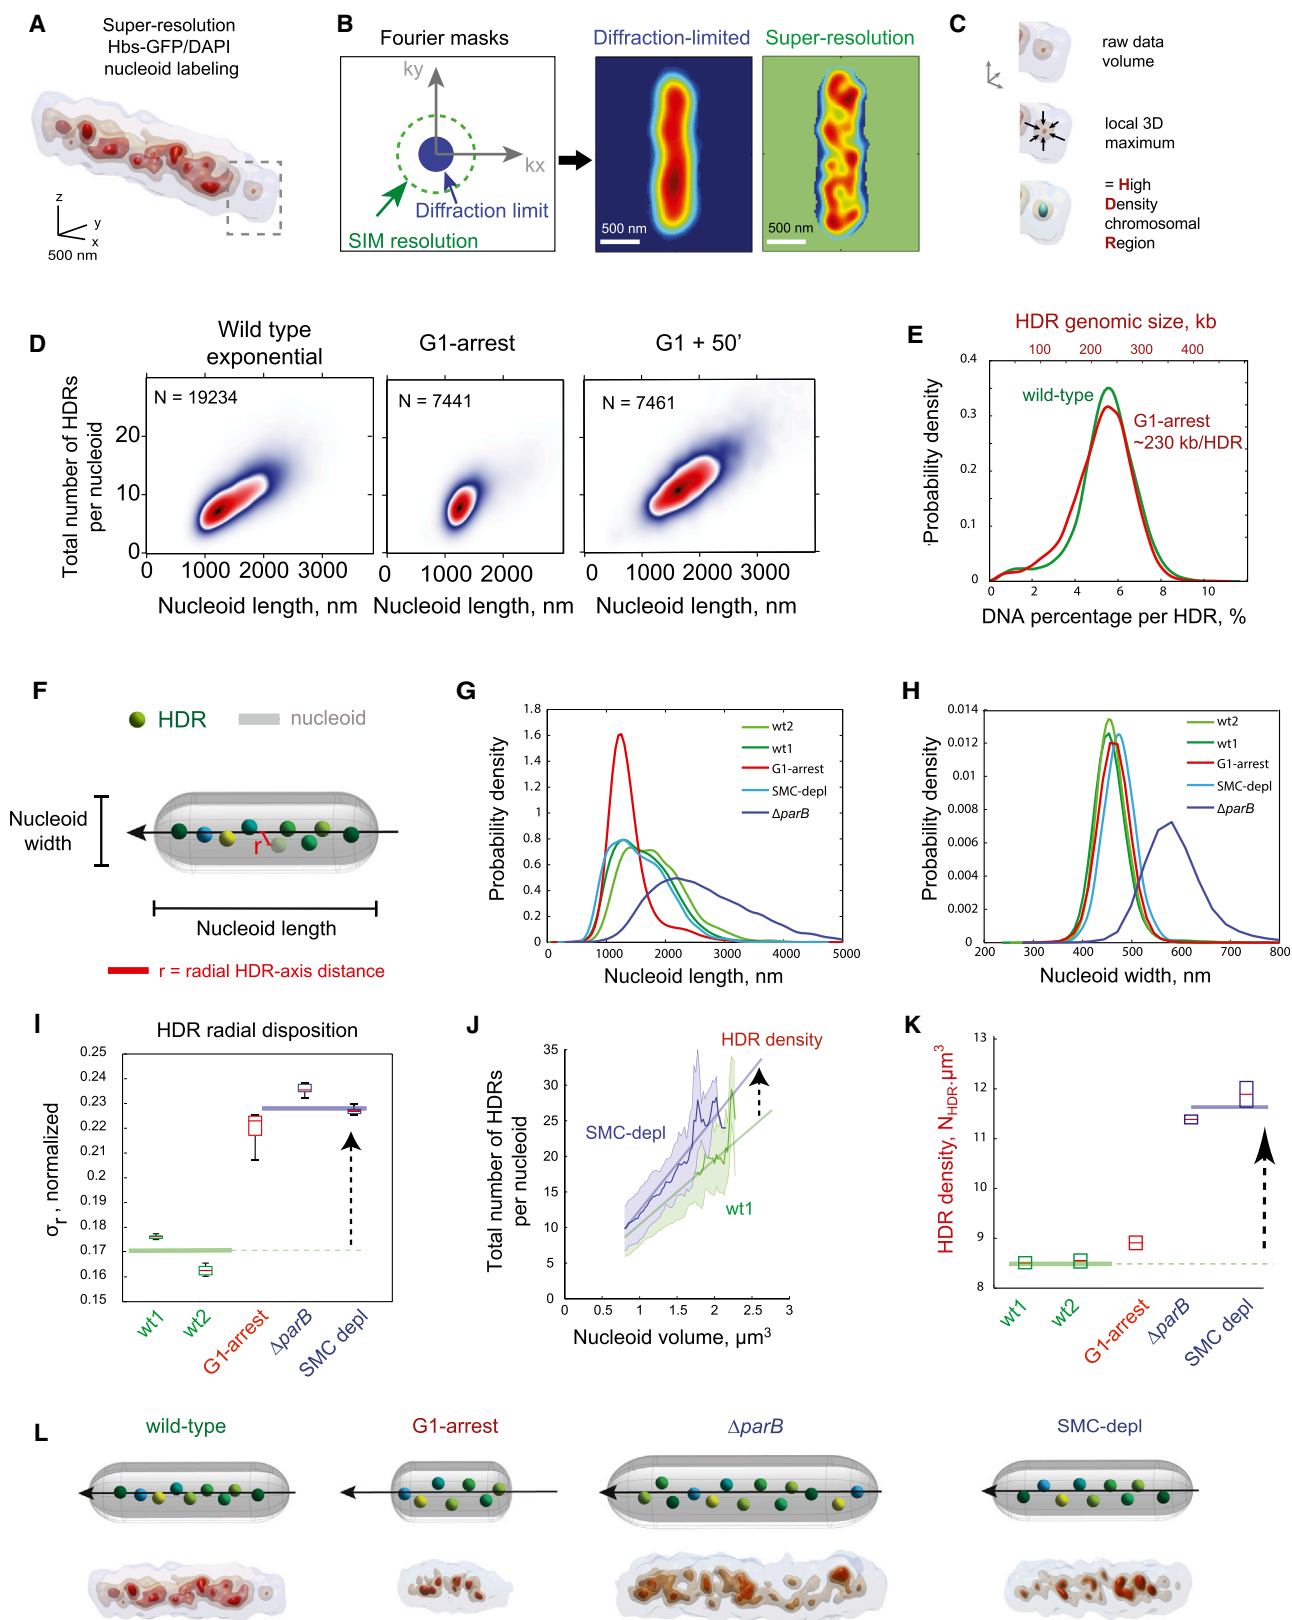 A
Super-resolution
Hbs-GFP/DAPI
nucleoid labeling
z
y
x
500 nm
B
Fourier masks
ky
kx
Diffraction limit
SIM resolution
Diffraction-limited
500 nm
Super-resolution
500 nm
C
raw data
volume
local 3D
maximum
= High
Density
chromosomal
Region
D
Wild type
exponential
G1-arrest
G1 + 50'
Total number of HDRs
per nucleoid
N = 19234
N = 7441
N = 7461
20
10
0
0 1000 2000 3000
0 1000 2000
0 1000 2000 3000
Nucleoid length, nm
Nucleoid length, nm
Nucleoid length, nm
E
HDR genomic size, kb
100 200 300 400
Probability density
0.4
0.3
0.2
0.1
0
wild-type
G1-arrest
~230 kb/HDR
0 2 4 6 8 10
DNA percentage per HDR, %
F
HDR
nucleoid
Nucleoid
width
r
Nucleoid length
r = radial HDR-axis distance
G
Probability density
1.8
1.6
1.4
1.2
1
0.8
0.6
0.4
0.2
0
wt2
wt1
G1-arrest
SMC-depl
ΔparB
0 1000 2000 3000 4000 5000
Nucleoid length, nm
H
Probability density
0.014
0.012
0.01
0.008
0.006
0.004
0.002
0
wt2
wt1
G1-arrest
SMC-depl
ΔparB
200 300 400 500 600 700 800
Nucleoid width, nm
I
HDR radial disposition
σr , normalized
0.25
0.24
0.23
0.22
0.2
0.19
0.18
0.17
0.16
0.15
wt1
wt2
G1-arrest
ΔparB
SMC depl
J
Total number of HDRs
per nucleoid
35
30
25
20
15
10
5
0
HDR density
SMC-depl
wt1
0 0.5 1 1.5 2 2.5 3
Nucleoid volume, µm3
K
HDR density, NHDR.µm3
13
12
11
10
9
8
wt1
wt2
G1-arrest
ΔparB
SMC depl
L
wild-type
G1-arrest
ΔparB
SMC-depl